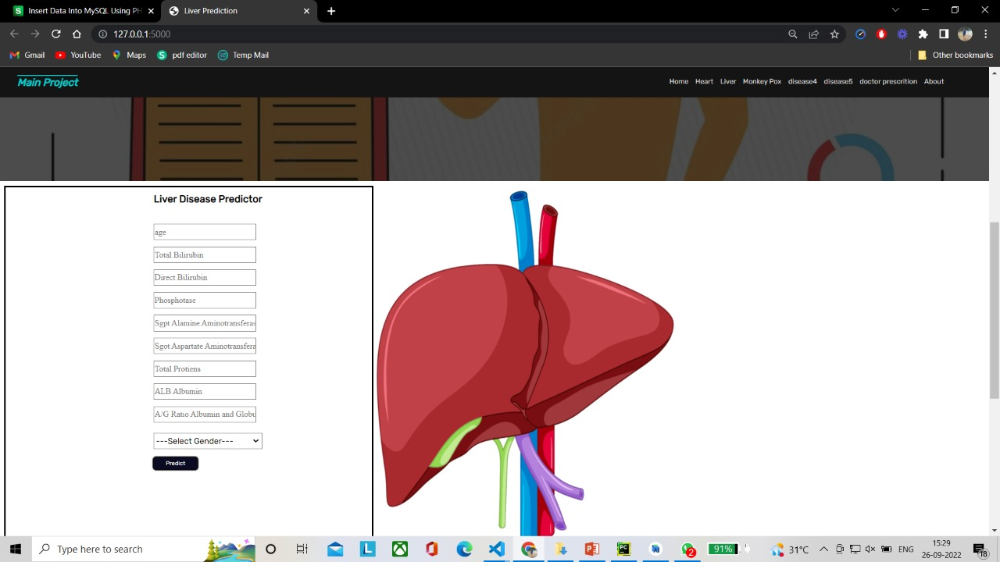 Insert Data Into MySQL Using PH
Liver Prediction
127.0.0.1:5000
Gmail
YouTube
Maps
pdf editor
Temp Mail
Other bookmarks
Main Project
Home
Heart
Liver
Monkey Pox
disease4
disease5
doctor prescrition
About
Liver Disease Predictor
age
Total Bilirubin
Direct Bilirubin
Phosphotase
Sgpt Alamine Aminotransferas
Sgot Aspartate Aminotransfera
Total Protiens
ALB Albumin
A/G Ratio Albumin and Globu
---Select Gender---
Predict
Type here to search
91%
31°C
ENG
15:29
26-09-2022
2
18